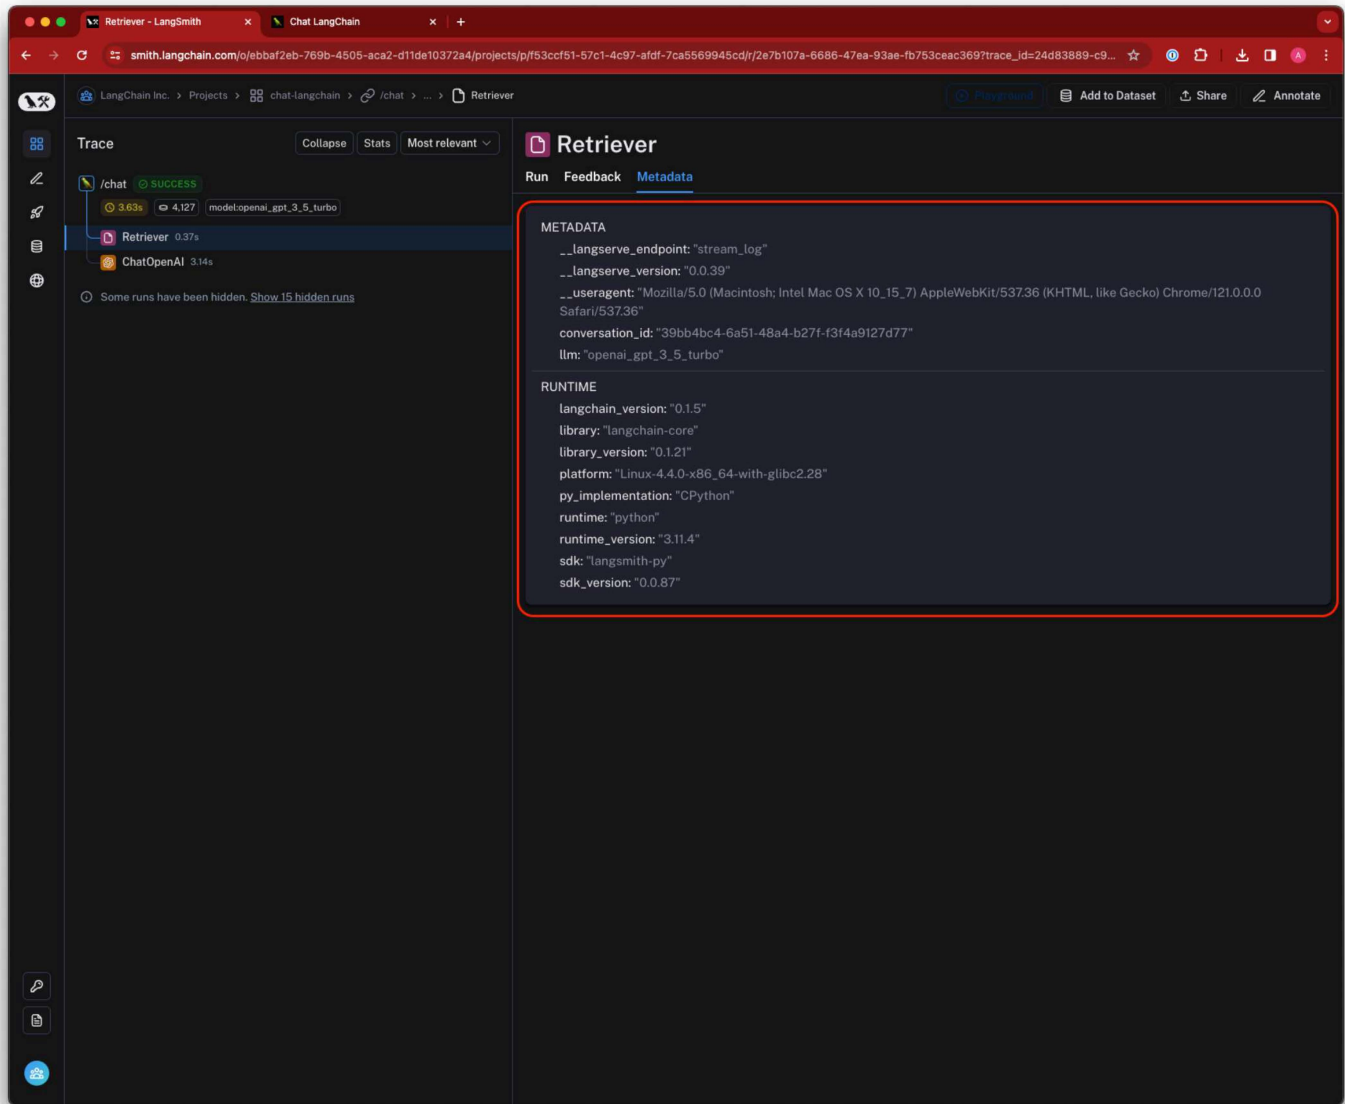 Retriever - LangSmith
Chat LangChain
smith.langchain.com/o/ebbaf2eb-769b-4505-aca2-d11de10372a4/projects/p/f53ccf51-57c1-4c97-afdf-7ca5569945cd/r/2e7b107a-6686-47ea-93ae-fb753ceac369?trace_id=24d83889-c9...
A
LangChain Inc. > Projects > chat-langchain > /chat > ... > Retriever
Playground Add to Dataset Share Annotate
Trace Collapse Stats Most relevant
/chat SUCCESS
3.63s 4,127 model:openai_gpt_3_5_turbo
Retriever 0.37s
ChatOpenAI 3.14s
Some runs have been hidden. Show 15 hidden runs
Retriever
Run Feedback Metadata
METADATA
__langserve_endpoint: "stream_log"
__langserve_version: "0.0.39"
__useragent: "Mozilla/5.0 (Macintosh; Intel Mac OS X 10_15_7) AppleWebKit/537.36 (KHTML, like Gecko) Chrome/121.0.0.0
Safari/537.36"
conversation_id: "39bb4bc4-6a51-48a4-b27f-f3f4a9127d77"
llm: "openai_gpt_3_5_turbo"
RUNTIME
langchain_version: "0.1.5"
library: "langchain-core"
library_version: "0.1.21"
platform: "Linux-4.4.0-x86_64-with-glibc2.28"
py_implementation: "CPython"
runtime: "python"
runtime_version: "3.11.4"
sdk: "langsmith-py"
sdk_version: "0.0.87"